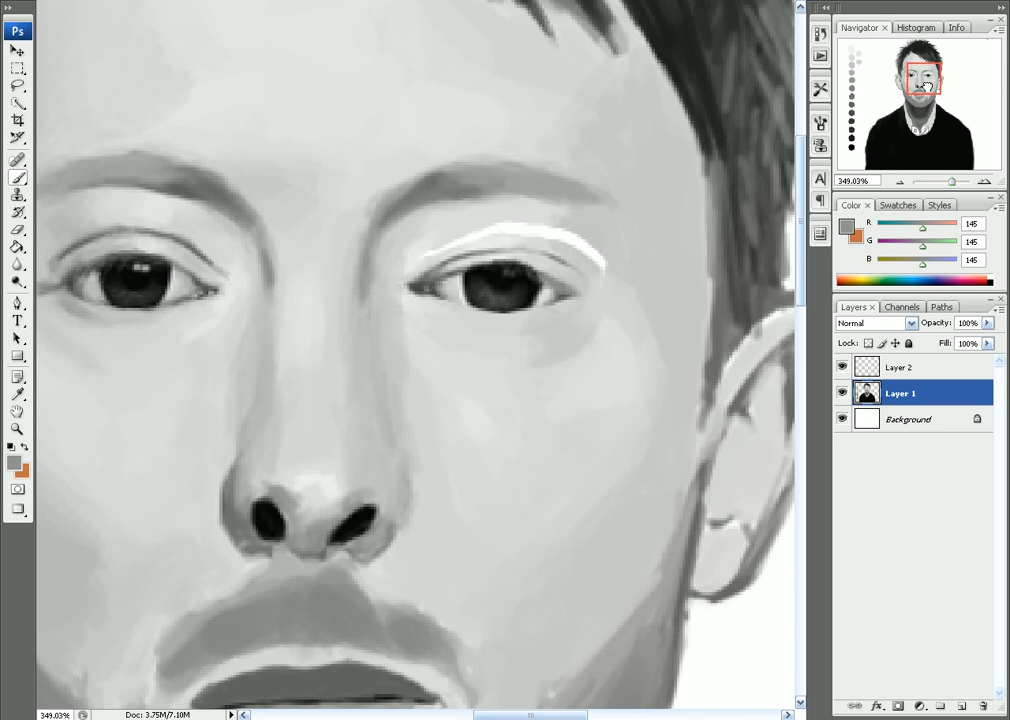 Ps
Navigator × Histogram Info
349.03%
Color × Swatches Styles
R 145
G 145
B 145
Layers × Channels Paths
Normal Opacity: 100%
Lock: Fill: 100%
Layer 2
Layer 1
Background
T
A
349.03% Doc: 3.75M/7.10M